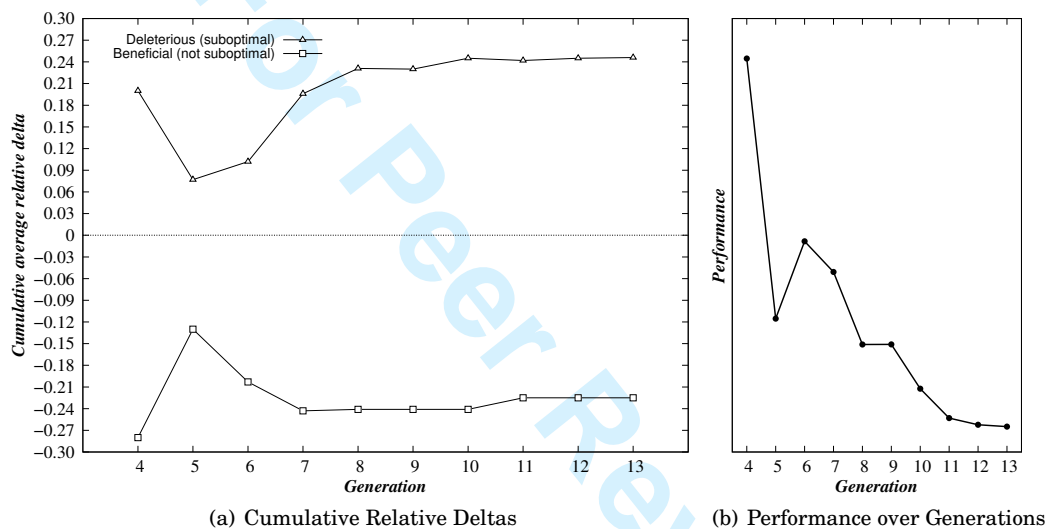 0.30
0.27
0.24
0.21
0.18
0.15
0.12
0.09
0.06
0.03
0
−0.03
−0.06
−0.09
−0.12
−0.15
−0.18
−0.21
−0.24
−0.27
−0.30
Cumulative average relative delta
Deleterious (suboptimal)
Beneficial (not suboptimal)
4 5 6 7 8 9 10 11 12 13
Generation
(a) Cumulative Relative Deltas
Performance
4 5 6 7 8 9 10 11 12 13
Generation
(b) Performance over Generations
For Peer Rev